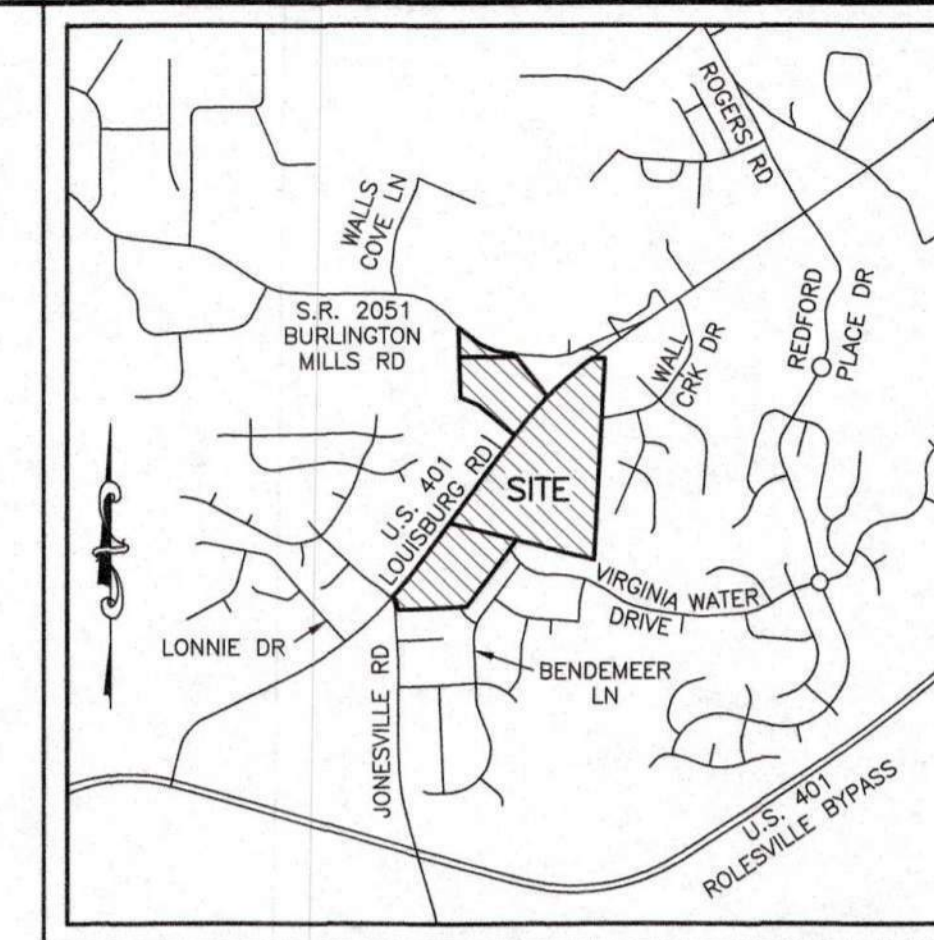 ROGERS RD
WALLS
COVE LN
S.R. 2051
BURLINGTON
MILLS RD
WALL
CRK DR
REDFORD
PLACE DR
U.S. 401
LOUISBURG RD
SITE
VIRGINIA WATER
DRIVE
LONNIE DR
JONESVILLE RD
BENDEMEER
LN
U.S. 401
ROLESVILLE BYPASS